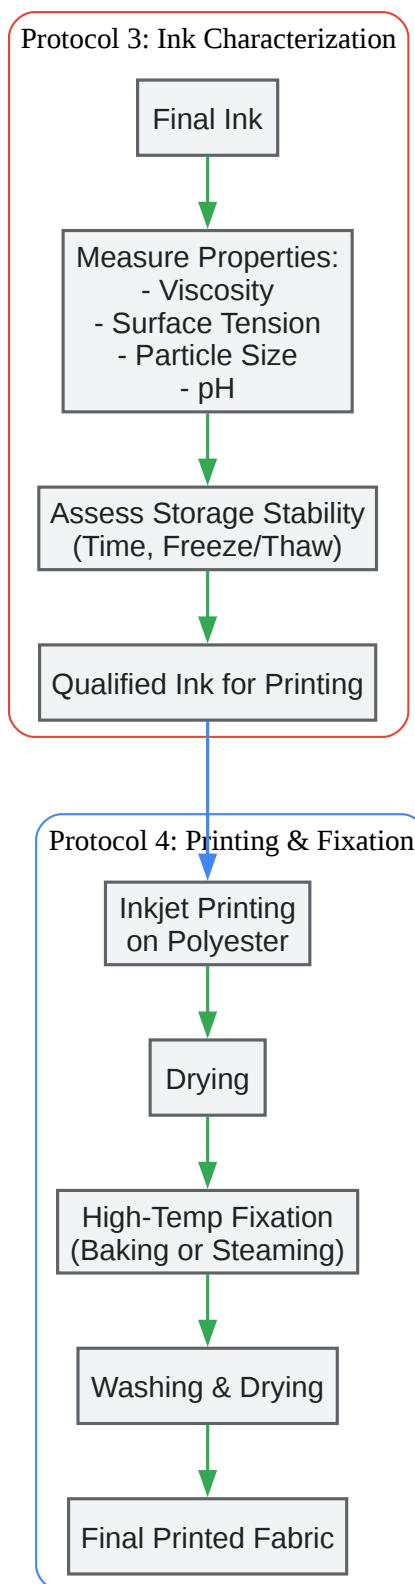 Protocol 3: Ink Characterization
Final Ink
Measure Properties:
- Viscosity
- Surface Tension
- Particle Size
- pH
Assess Storage Stability
(Time, Freeze/Thaw)
Qualified Ink for Printing
Protocol 4: Printing & Fixation
Inkjet Printing
on Polyester
Drying
High-Temp Fixation
(Baking or Steaming)
Washing & Drying
Final Printed Fabric